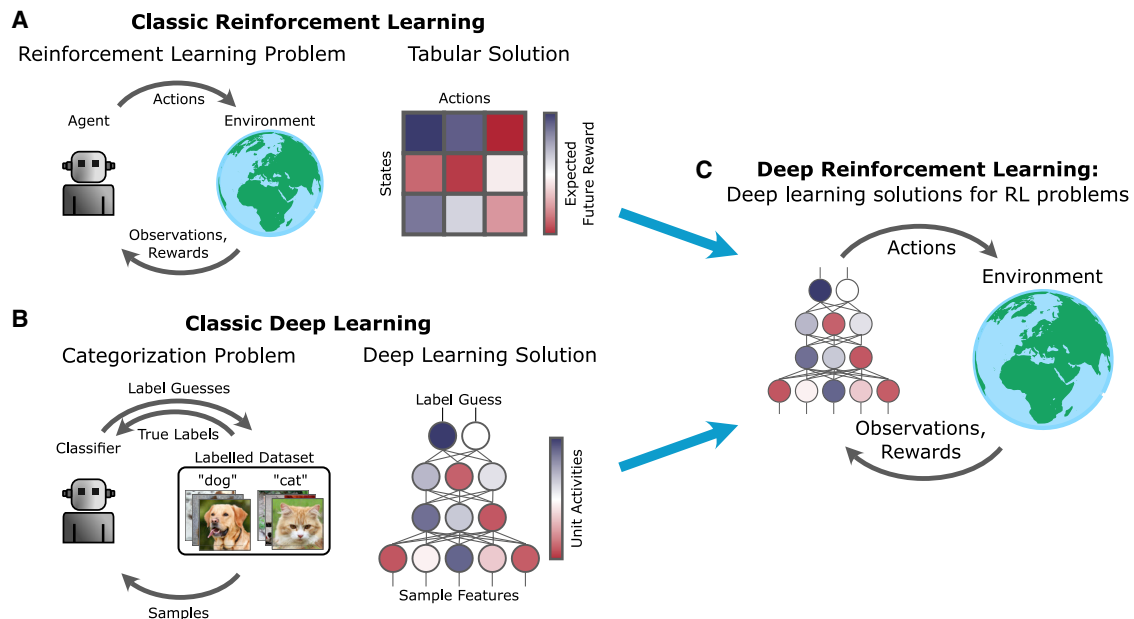 A
Classic Reinforcement Learning
Reinforcement Learning Problem
Tabular Solution
Actions
Agent
Environment
Observations,
Rewards
Actions
States
Expected
Future Reward
B
Classic Deep Learning
Categorization Problem
Deep Learning Solution
Label Guesses
True Labels
Classifier
Labelled Dataset
"dog"
"cat"
Samples
Label Guess
Unit Activities
Sample Features
C
Deep Reinforcement Learning:
Deep learning solutions for RL problems
Actions
Environment
Observations,
Rewards